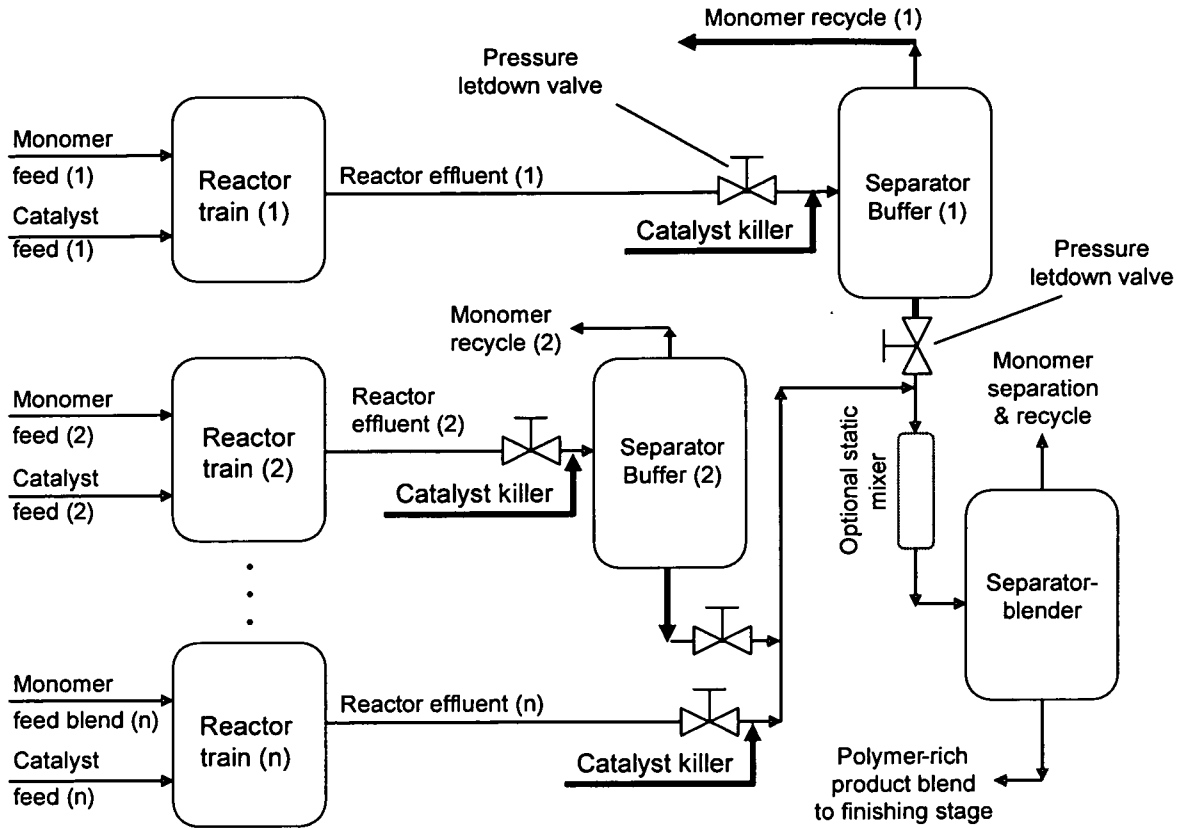 Monomer recycle (1)
Pressure
letdown valve
Monomer
feed (1)
Catalyst
feed (1)
Reactor
train (1)
Reactor effluent (1)
Catalyst killer
Separator
Buffer (1)
Pressure
letdown valve
Monomer
recycle (2)
Monomer
feed (2)
Catalyst
feed (2)
Reactor
train (2)
Reactor
effluent (2)
Catalyst killer
Separator
Buffer (2)
Monomer
separation
& recycle
Optional static
mixer
Separator-
blender
Monomer
feed blend (n)
Catalyst
feed (n)
Reactor
train (n)
Reactor effluent (n)
Catalyst killer
Polymer-rich
product blend
to finishing stage